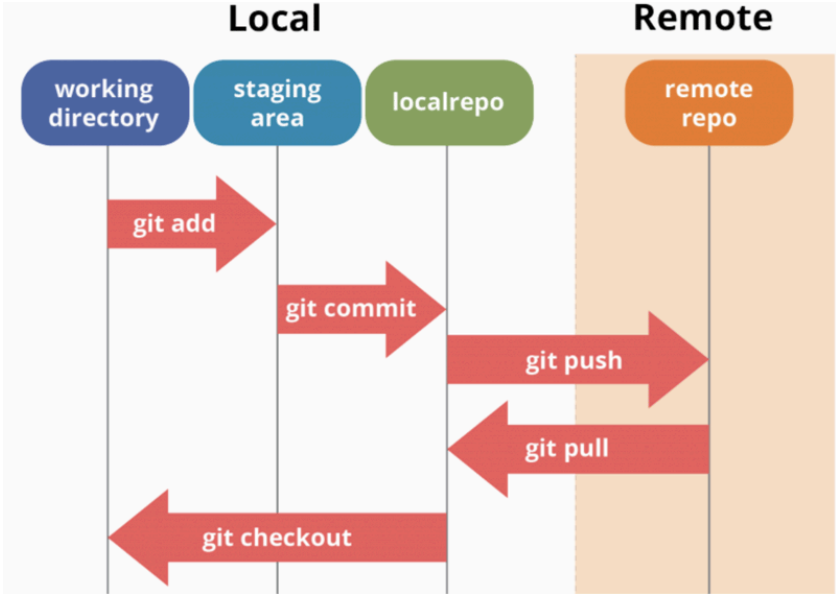 Local
Remote
working
directory
staging
area
localrepo
remote
repo
git add
git commit
git push
git pull
git checkout